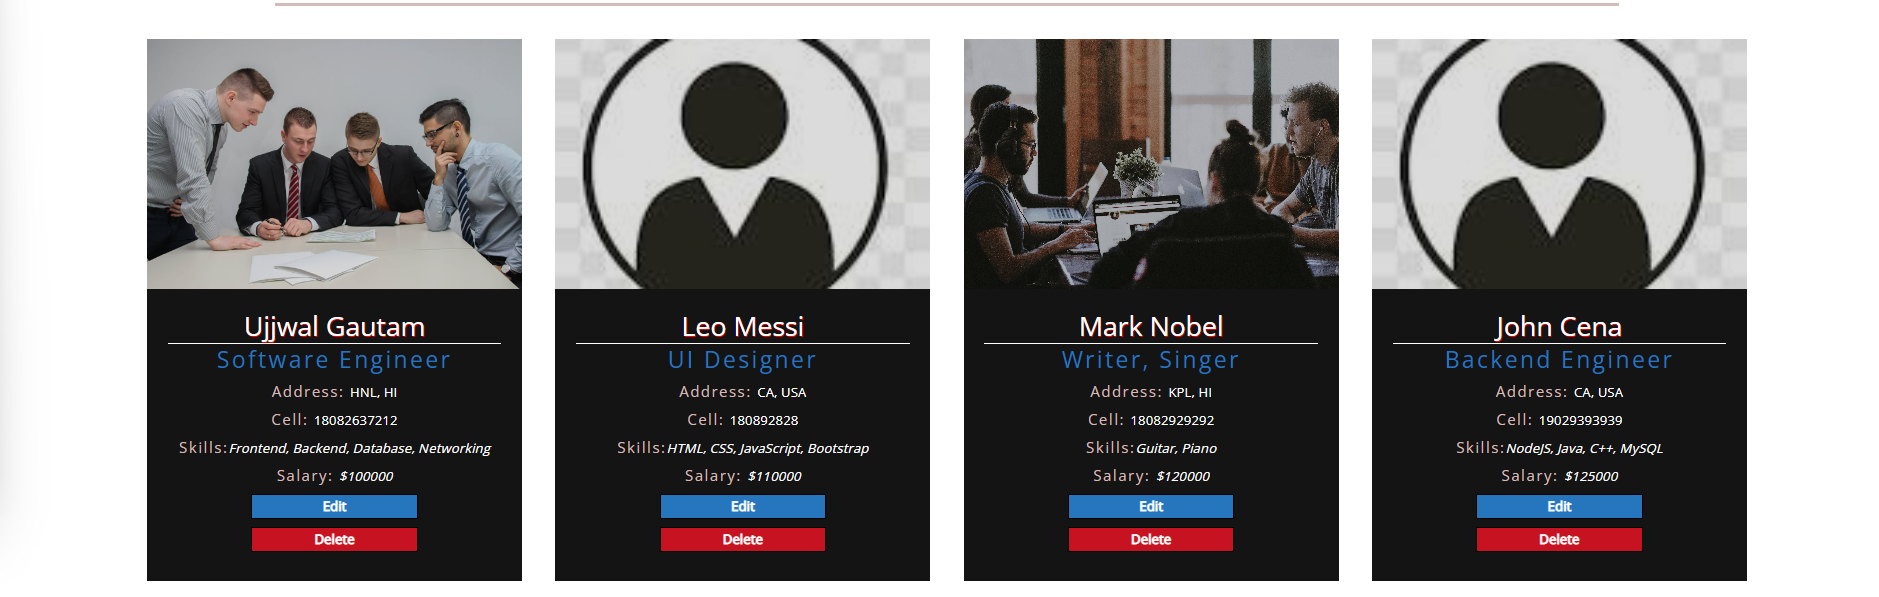 Ujjwal Gautam
Software Engineer
Address: HNL, HI
Cell: 18082637212
Skills:Frontend, Backend, Database, Networking
Salary: $100000
Edit
Delete
Leo Messi
UI Designer
Address: CA, USA
Cell: 180892828
Skills:HTML, CSS, JavaScript, Bootstrap
Salary: $110000
Edit
Delete
Mark Nobel
Writer, Singer
Address: KPL, HI
Cell: 18082929292
Skills:Guitar, Piano
Salary: $120000
Edit
Delete
John Cena
Backend Engineer
Address: CA, USA
Cell: 19029393939
Skills:NodeJS, Java, C++, MySQL
Salary: $125000
Edit
Delete